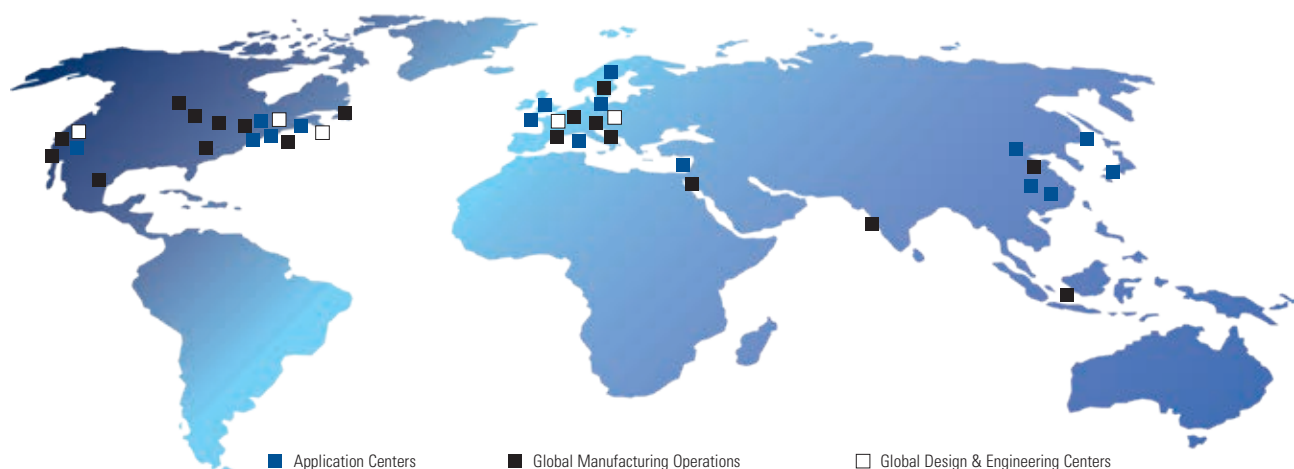 Application Centers
Global Manufacturing Operations
Global Design & Engineering Centers